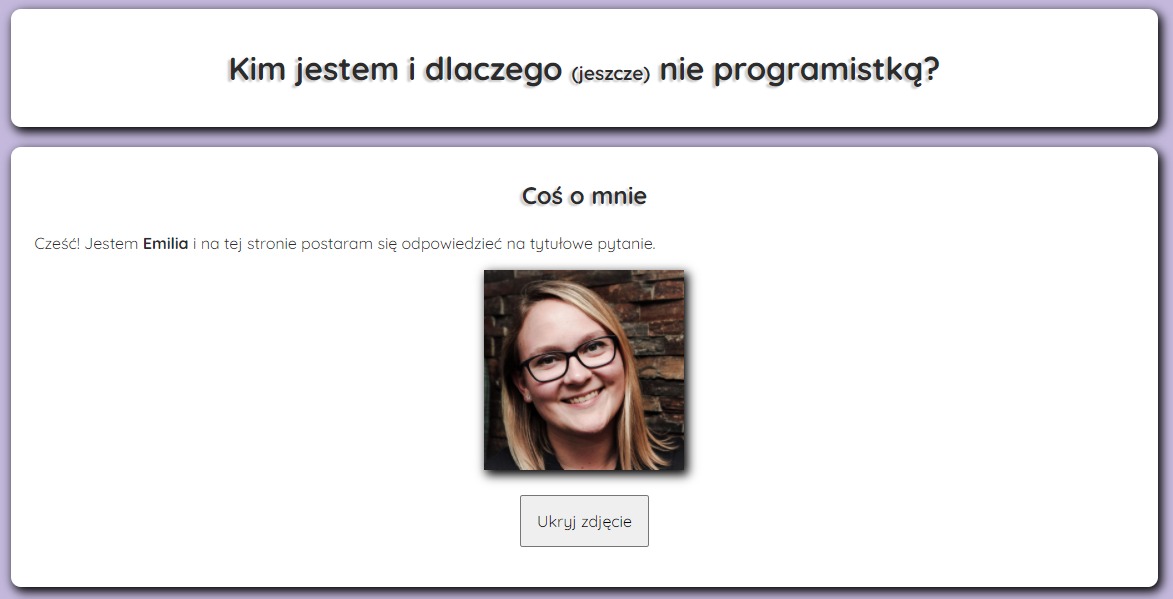 Kim jestem i dlaczego (jeszcze) nie programistką?
Coś o mnie
Cześć! Jestem Emilia i na tej stronie postaram się odpowiedzieć na tytułowe pytanie.
Ukryj zdjęcie